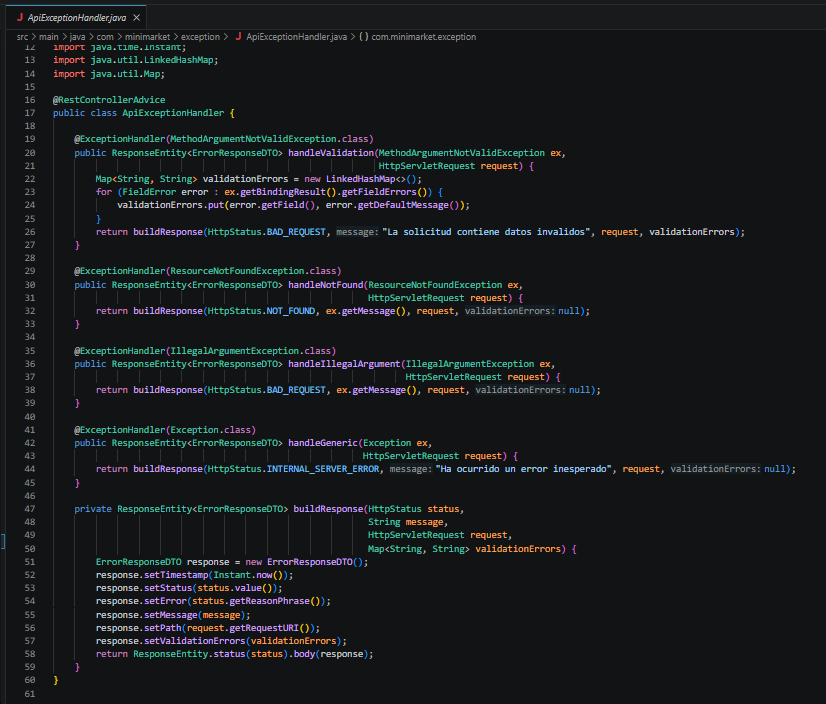 J ApiExceptionHandler.java ×
src > main > java > com > minimarket > exception > J ApiExceptionHandler.java > {} com.minimarket.exception
12 import java.time.Instant;
13 import java.util.LinkedHashMap;
14 import java.util.Map;
15
16 @RestControllerAdvice
17 public class ApiExceptionHandler {
18
19     @ExceptionHandler(MethodArgumentNotValidException.class)
20     public ResponseEntity<ErrorResponseDTO> handleValidation(MethodArgumentNotValidException ex,
21                                                              HttpServletRequest request) {
22         Map<String, String> validationErrors = new LinkedHashMap<>();
23         for (FieldError error : ex.getBindingResult().getFieldErrors()) {
24             validationErrors.put(error.getField(), error.getDefaultMessage());
25         }
26         return buildResponse(HttpStatus.BAD_REQUEST, message: "La solicitud contiene datos invalidos", request, validationErrors);
27     }
28
29     @ExceptionHandler(ResourceNotFoundException.class)
30     public ResponseEntity<ErrorResponseDTO> handleNotFound(ResourceNotFoundException ex,
31                                                            HttpServletRequest request) {
32         return buildResponse(HttpStatus.NOT_FOUND, ex.getMessage(), request, validationErrors: null);
33     }
34
35     @ExceptionHandler(IllegalArgumentException.class)
36     public ResponseEntity<ErrorResponseDTO> handleIllegalArgument(IllegalArgumentException ex,
37                                                                   HttpServletRequest request) {
38         return buildResponse(HttpStatus.BAD_REQUEST, ex.getMessage(), request, validationErrors: null);
39     }
40
41     @ExceptionHandler(Exception.class)
42     public ResponseEntity<ErrorResponseDTO> handleGeneric(Exception ex,
43                                                           HttpServletRequest request) {
44         return buildResponse(HttpStatus.INTERNAL_SERVER_ERROR, message: "Ha ocurrido un error inesperado", request, validationErrors: null);
45     }
46
47     private ResponseEntity<ErrorResponseDTO> buildResponse(HttpStatus status,
48                                                            String message,
49                                                            HttpServletRequest request,
50                                                            Map<String, String> validationErrors) {
51         ErrorResponseDTO response = new ErrorResponseDTO();
52         response.setTimestamp(Instant.now());
53         response.setStatus(status.value());
54         response.setError(status.getReasonPhrase());
55         response.setMessage(message);
56         response.setPath(request.getRequestURI());
57         response.setValidationErrors(validationErrors);
58         return ResponseEntity.status(status).body(response);
59     }
60 }
61